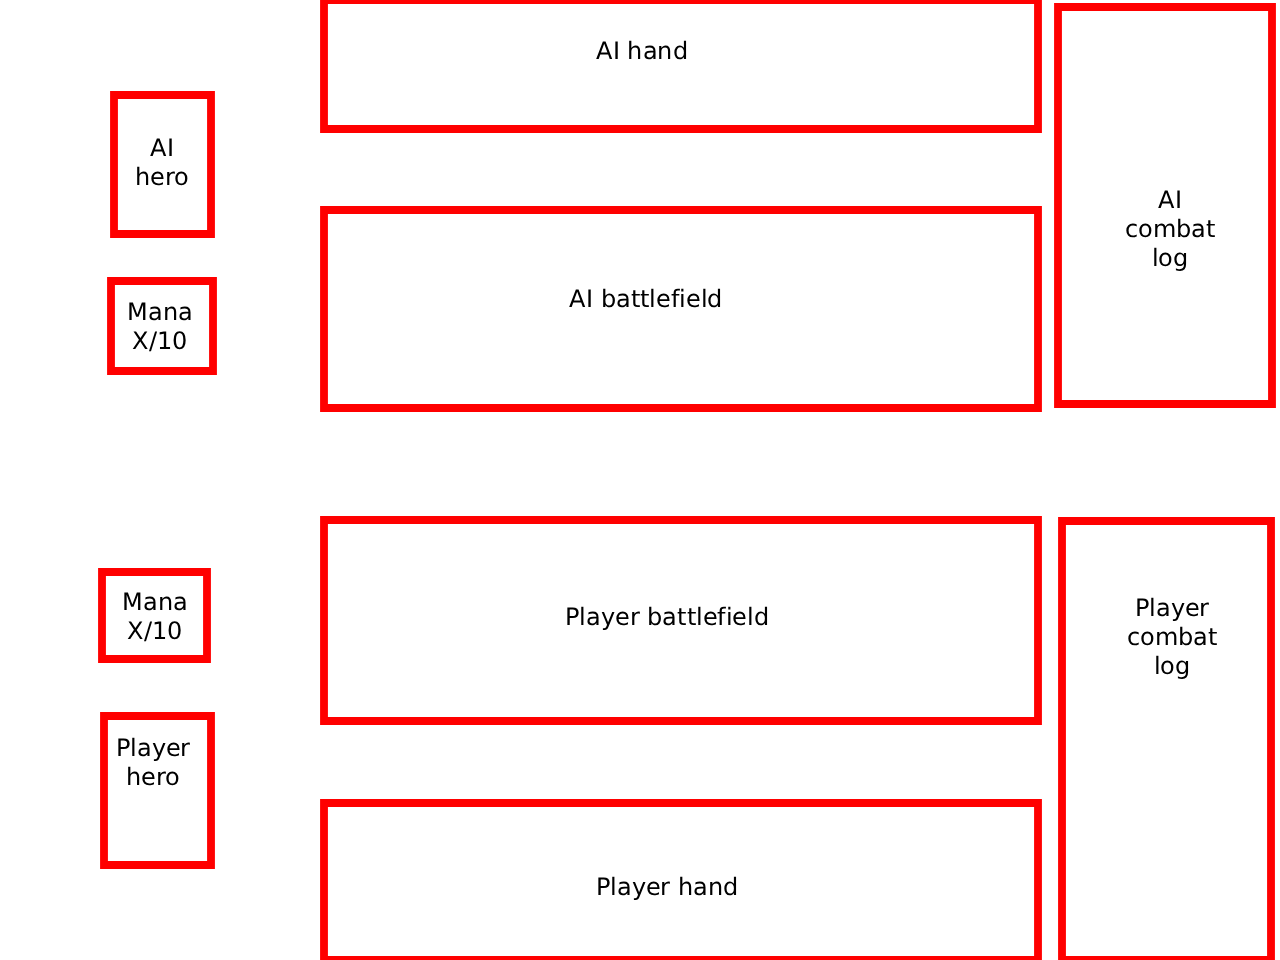 AI hand
AI
hero
AI
combat
log
Mana
X/10
AI battlefield
Mana
X/10
Player battlefield
Player
combat
log
Player
hero
Player hand